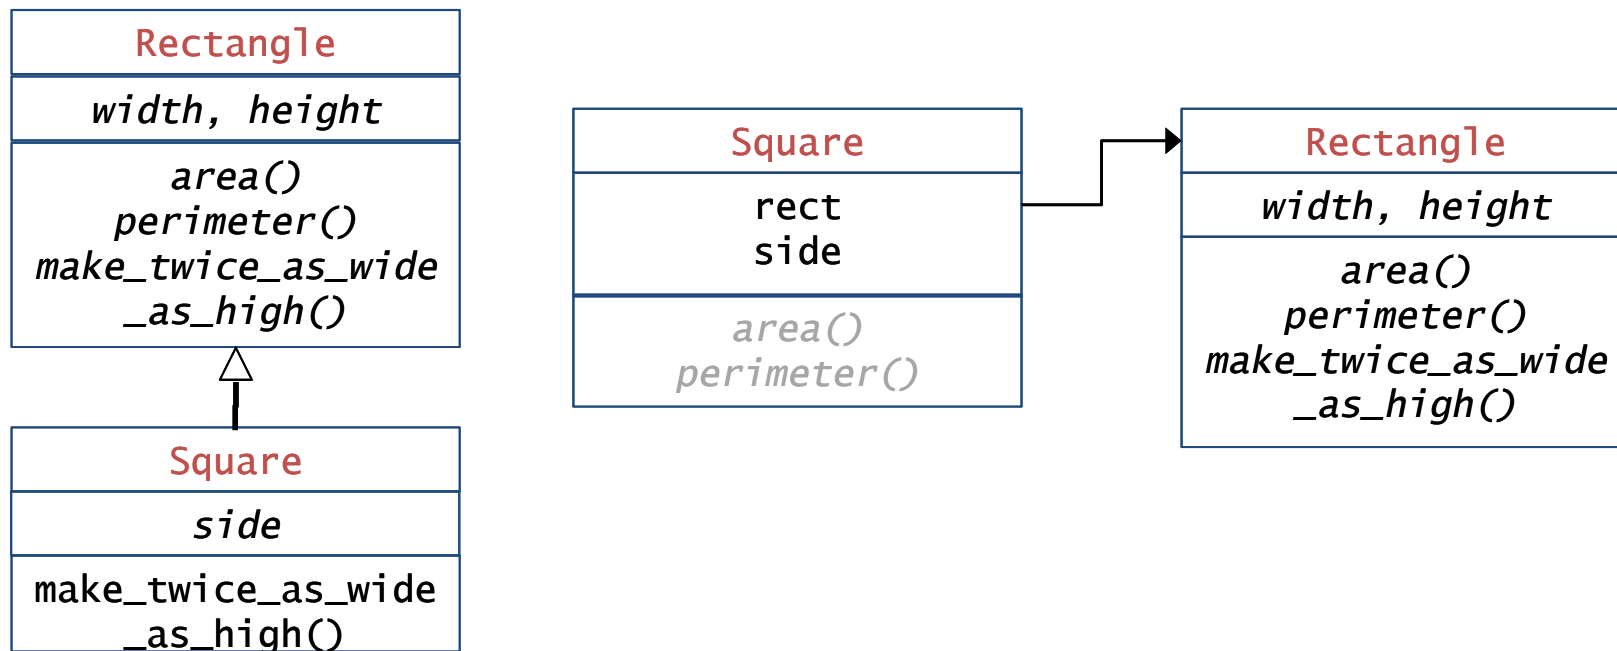 Rectangle
width, height
area()
perimeter()
make_twice_as_wide
_as_high()
Square
side
make_twice_as_wide
_as_high()
Square
rect
side
area()
perimeter()
Rectangle
width, height
area()
perimeter()
make_twice_as_wide
_as_high()